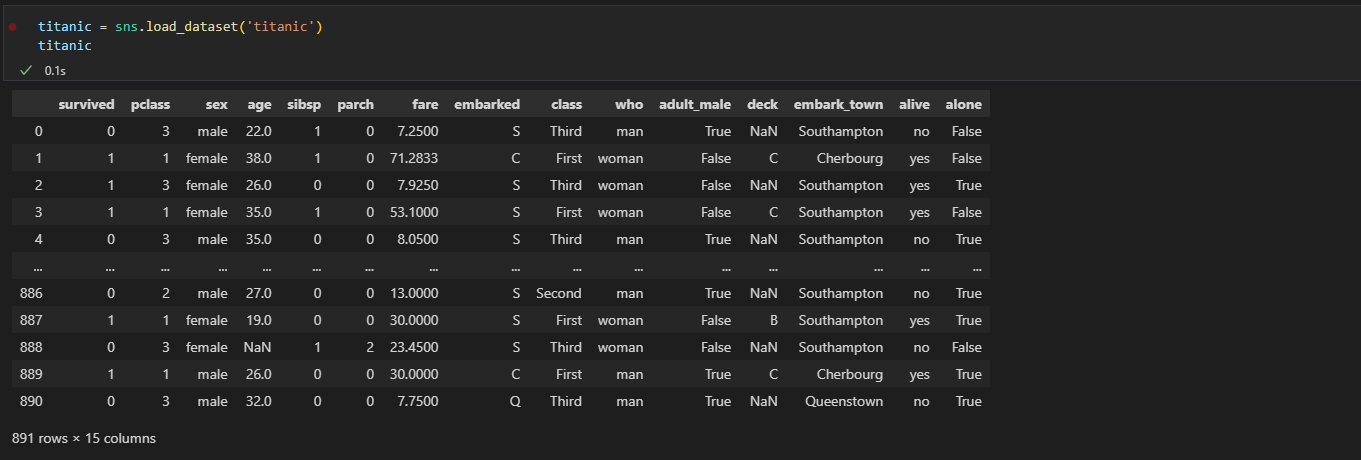 titanic = sns.load_dataset('titanic')
titanic
0.1s
survived pclass sex age sibsp parch fare embarked class who adult_male deck embark_town alive alone
0 0 3 male 22.0 1 0 7.2500 S Third man True NaN Southampton no False
1 1 1 female 38.0 1 0 71.2833 C First woman False C Cherbourg yes False
2 1 3 female 26.0 0 0 7.9250 S Third woman False NaN Southampton yes True
3 1 1 female 35.0 1 0 53.1000 S First woman False C Southampton yes False
4 0 3 male 35.0 0 0 8.0500 S Third man True NaN Southampton no True
... ... ... ... ... ... ... ... ... ... ... ... ... ... ... ...
886 0 2 male 27.0 0 0 13.0000 S Second man True NaN Southampton no True
887 1 1 female 19.0 0 0 30.0000 S First woman False B Southampton yes True
888 0 3 female NaN 1 2 23.4500 S Third woman False NaN Southampton no False
889 1 1 male 26.0 0 0 30.0000 C First man True C Cherbourg yes True
890 0 3 male 32.0 0 0 7.7500 Q Third man True NaN Queenstown no True
891 rows × 15 columns